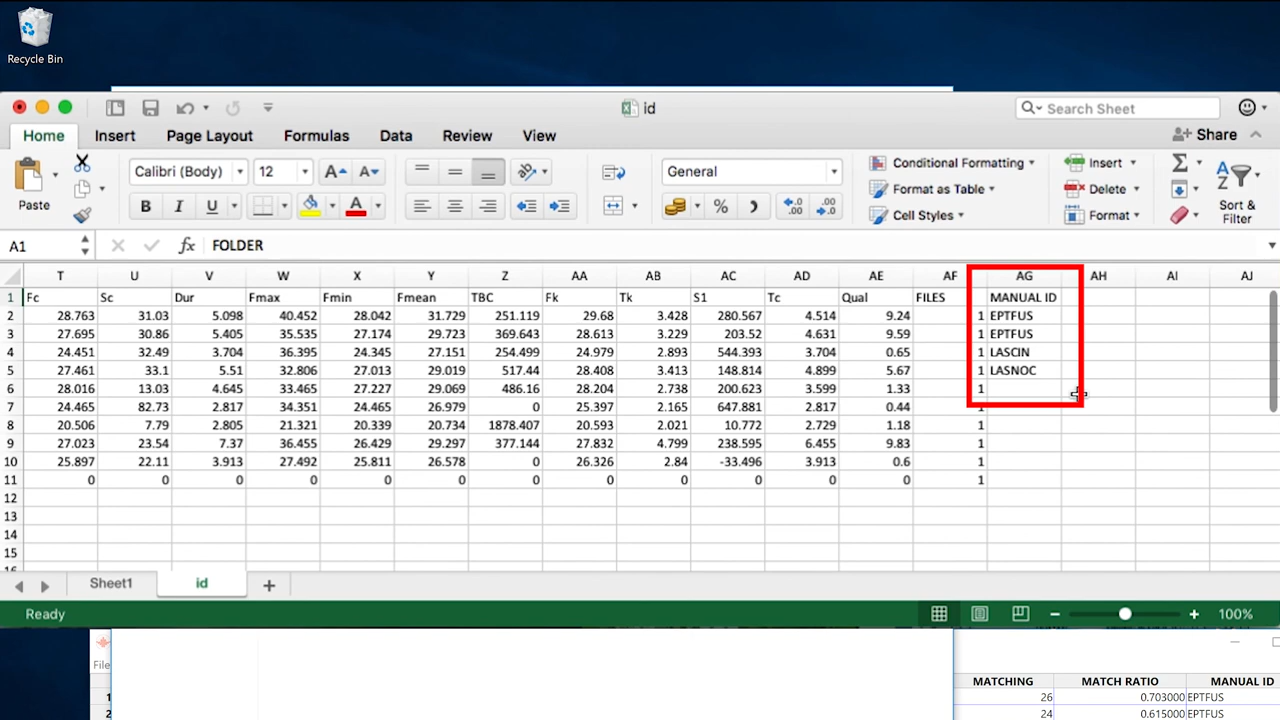 Recycle Bin
id
Search Sheet
Home Insert Page Layout Formulas Data Review View
Share
Paste
Calibri (Body) 12
B I U A
General
%
Conditional Formatting
Format as Table
Cell Styles
Insert
Delete
Format
Sort &
Filter
A1 fx FOLDER
T U V W X Y Z AA AB AC AD AE AF AG AH AI AJ
1 Fc Sc Dur Fmax Fmin Fmean TBC Fk Tk S1 Tc Qual FILES MANUAL ID
2 28.763 31.03 5.098 40.452 28.042 31.729 251.119 29.68 3.428 280.567 4.514 9.24 1 EPTFUS
3 27.695 30.86 5.405 35.535 27.174 29.723 369.643 28.613 3.229 203.52 4.631 9.59 1 EPTFUS
4 24.451 32.49 3.704 36.395 24.345 27.151 254.499 24.979 2.893 544.393 3.704 0.65 1 LASCIN
5 27.461 33.1 5.51 32.808 27.013 29.019 517.44 28.408 3.413 148.814 4.899 5.67 1 LASNOC
6 28.016 13.03 4.645 33.465 27.227 29.069 486.16 28.204 2.738 200.623 3.599 1.33 1
7 24.465 82.73 2.817 34.351 24.465 26.979 0 25.397 2.165 647.881 2.817 0.44 1
8 20.506 7.79 2.805 21.321 20.339 20.734 1878.407 20.593 2.021 10.772 2.729 1.18 1
9 27.023 23.54 7.37 36.455 26.429 29.297 377.144 27.832 4.799 238.595 6.455 9.83 1
10 25.897 22.11 3.913 27.492 25.811 26.578 0 26.326 2.84 -33.496 3.913 0.6 1
11 0 0 0 0 0 0 0 0 0 0 0 0 1
12
13
14
15
Sheet1 id
Ready 100%
File
MATCHING MATCH RATIO MANUAL ID
1 26 0.703000 EPTFUS
2 24 0.615000 EPTFUS